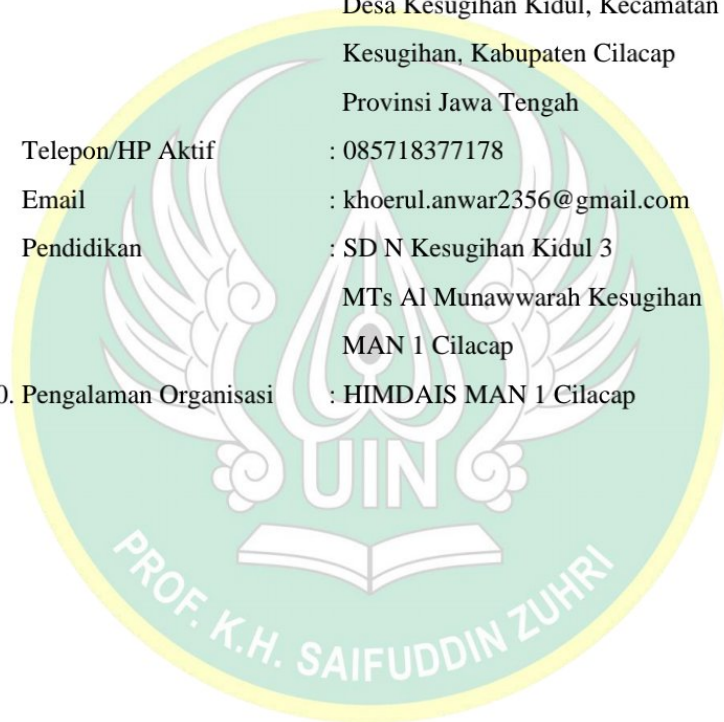 Desa Kesugihan Kidul, Kecamatan
Kesugihan, Kabupaten Cilacap
Provinsi Jawa Tengah
Telepon/HP Aktif : 085718377178
Email : khoerul.anwar2356@gmail.com
Pendidikan : SD N Kesugihan Kidul 3
MTs Al Munawwarah Kesugihan
MAN 1 Cilacap
0. Pengalaman Organisasi : HIMDAIS MAN 1 Cilacap
UIN
PROF. K.H. SAIFUDDIN ZUHRI